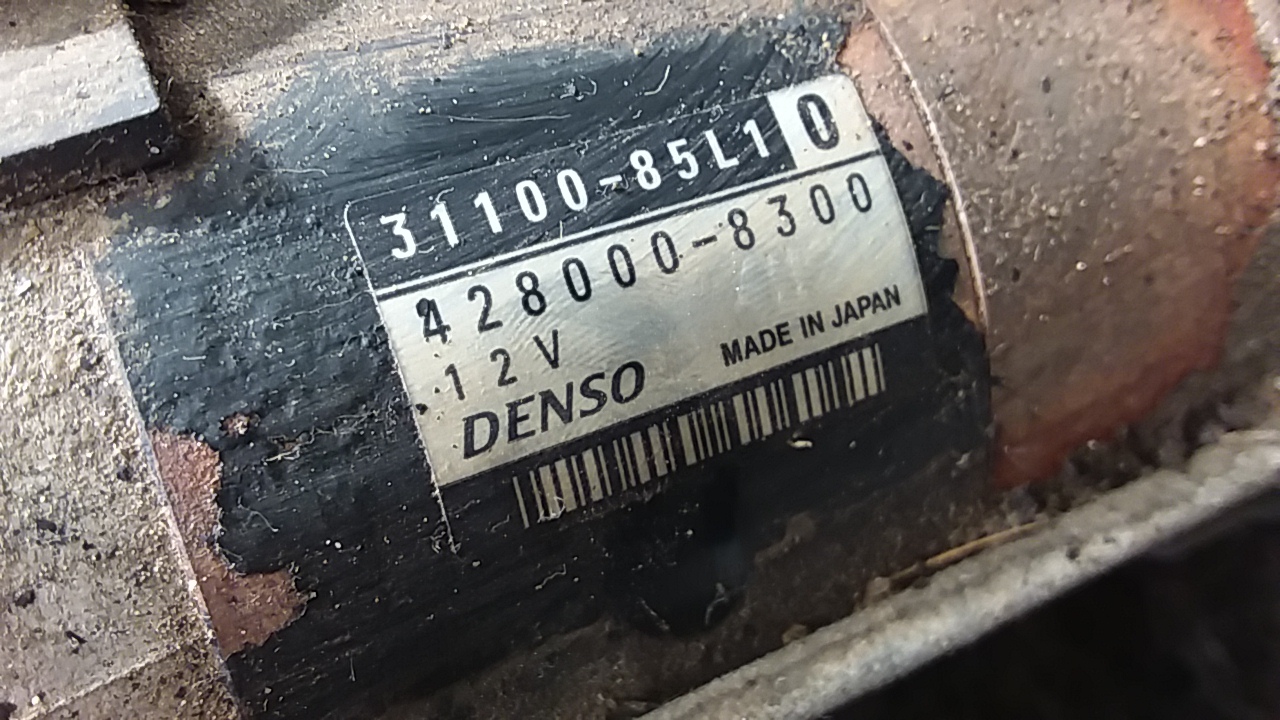 31100-85L10
428000-8300
12V
DENSO MADE IN JAPAN